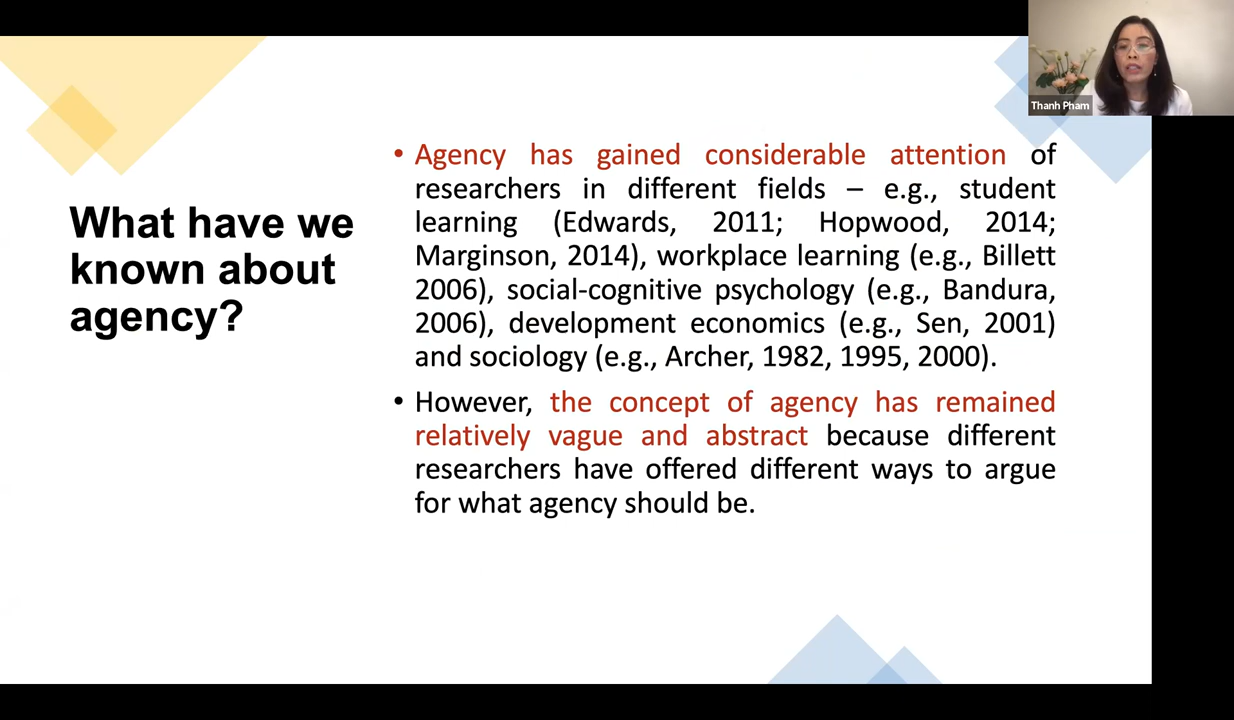 Thanh Pham
What have we
known about
agency?
• Agency has gained considerable attention of
researchers in different fields – e.g., student
learning (Edwards, 2011; Hopwood, 2014;
Marginson, 2014), workplace learning (e.g., Billett
2006), social-cognitive psychology (e.g., Bandura,
2006), development economics (e.g., Sen, 2001)
and sociology (e.g., Archer, 1982, 1995, 2000).
• However, the concept of agency has remained
relatively vague and abstract because different
researchers have offered different ways to argue
for what agency should be.